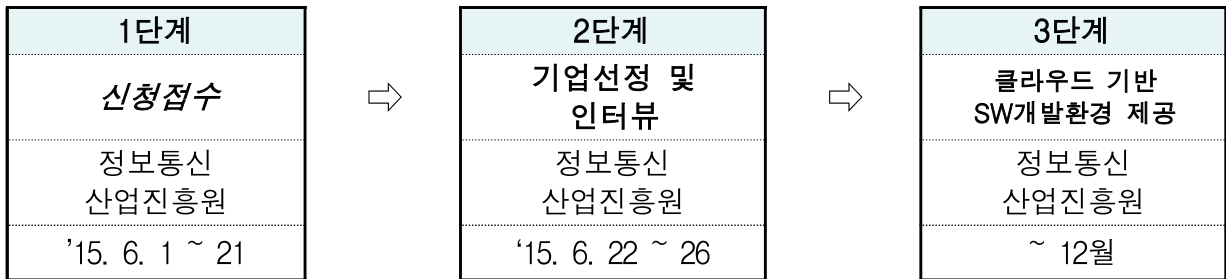 1단계
신청접수
정보통신
산업진흥원
’15. 6. 1 ~ 21
⇨
2단계
기업선정 및
인터뷰
정보통신
산업진흥원
‘15. 6. 22 ~ 26
⇨
3단계
클라우드 기반
SW개발환경 제공
정보통신
산업진흥원
~ 12월